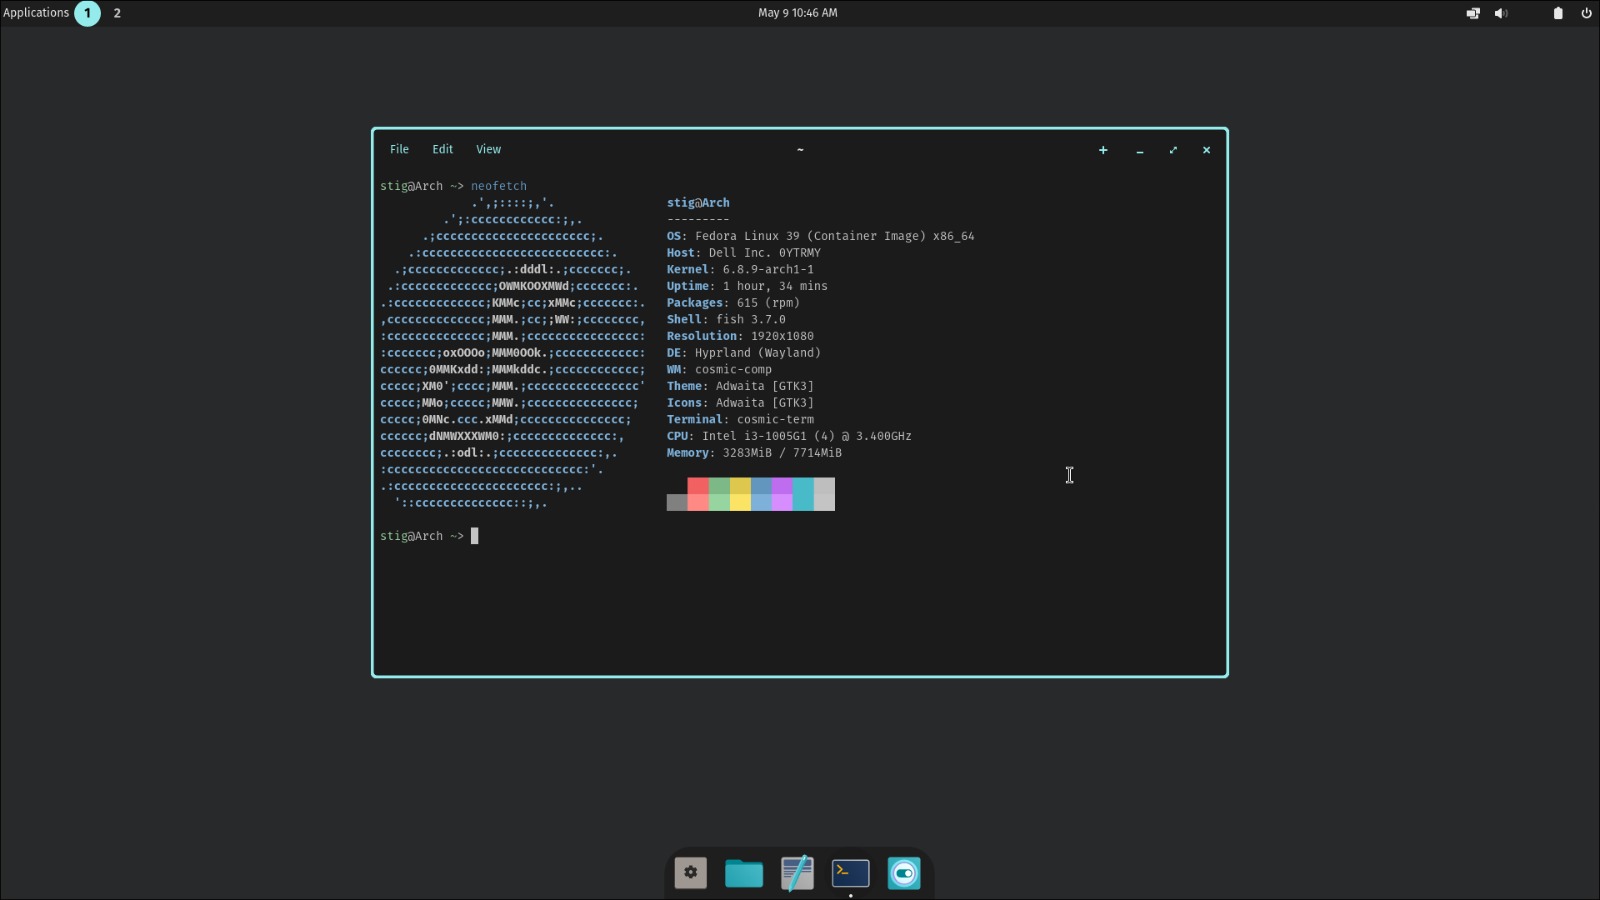 Applications 1 2 May 9 10:46 AM
File Edit View ~
stig@Arch ~> neofetch
.',;::::;,'. stig@Arch
.';:cccccccccccc:;,. ---------
.;cccccccccccccccccccccc;. OS: Fedora Linux 39 (Container Image) x86_64
.:cccccccccccccccccccccccccc:. Host: Dell Inc. 0YTRMY
.;ccccccccccccc;.:dddl:.;ccccccc;. Kernel: 6.8.9-arch1-1
.:ccccccccccccc;OWMKOOXMWd;ccccccc:. Uptime: 1 hour, 34 mins
.:ccccccccccccc;KMMc;cc;xMMc;ccccccc:. Packages: 615 (rpm)
,cccccccccccccc;MMM.;cc;;WW:;cccccccc, Shell: fish 3.7.0
:cccccccccccccc;MMM.;cccccccccccccccc: Resolution: 1920x1080
:ccccccc;oxOOOo;MMM0OOk.;cccccccccccc: DE: Hyprland (Wayland)
cccccc;0MMKxdd:;MMMkddc.;cccccccccccc; WM: cosmic-comp
ccccc;XM0';cccc;MMM.;cccccccccccccccc' Theme: Adwaita [GTK3]
ccccc;MMo;ccccc;MMW.;ccccccccccccccc; Icons: Adwaita [GTK3]
ccccc;0MNc.ccc.xMMd;ccccccccccccccc; Terminal: cosmic-term
cccccc;dNMWXXXWM0:;cccccccccccccc:, CPU: Intel i3-1005G1 (4) @ 3.400GHz
cccccccc;.:odl:.;cccccccccccccc:,. Memory: 3283MiB / 7714MiB
:cccccccccccccccccccccccccccc:'.
.:cccccccccccccccccccccc:;,..
'::cccccccccccccc::;,.
stig@Arch ~>